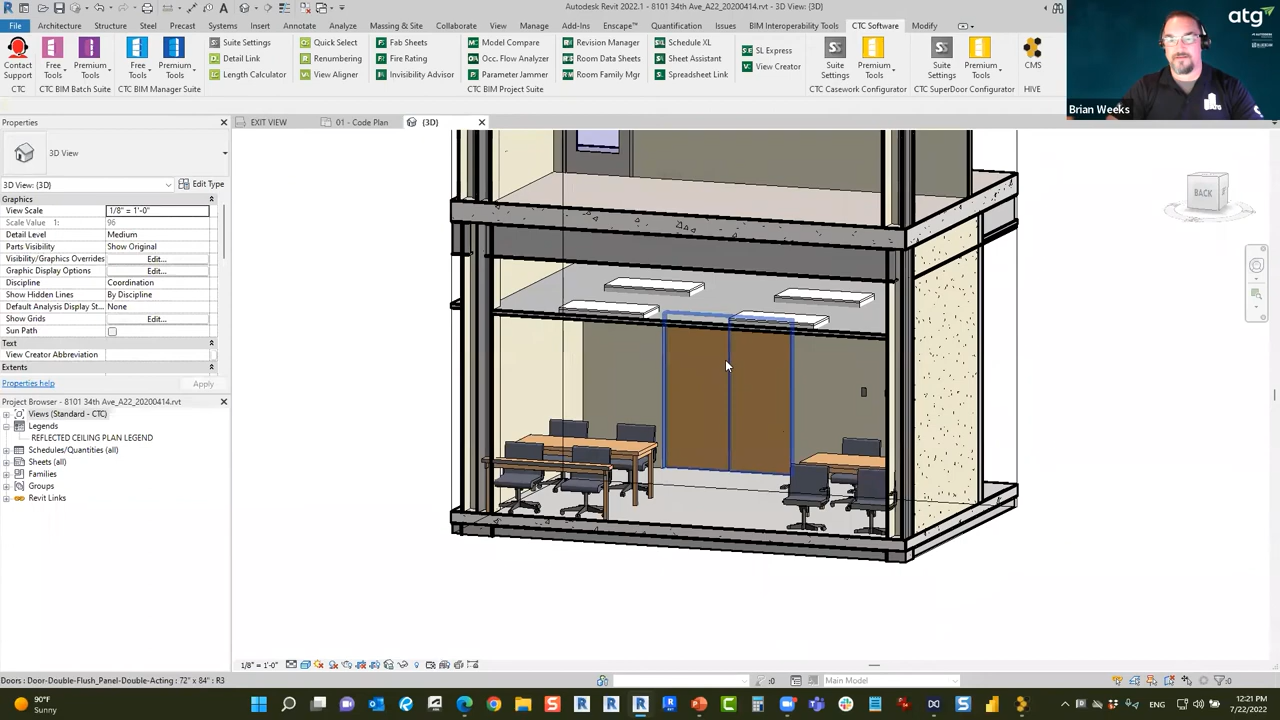 Autodesk Revit 2022.1 - 8101 34th Ave_A22_20200414.rvt - 3D View: {3D}
File Architecture Structure Steel Precast Systems Insert Annotate Analyze Massing & Site Collaborate View Manage Add-Ins Enscape™ Quantification Issues BIM Interoperability Tools CTC Software Modify
Contact Support
Free Tools
Premium Tools
Free Tools
Premium Tools
Suite Settings
Detail Link
Length Calculator
Quick Select
Renumbering
View Aligner
Fab Sheets
Fire Rating
Invisibility Advisor
Model Compare
Occ. Flow Analyzer
Parameter Jammer
Revision Manager
Room Data Sheets
Room Family Mgr
Schedule XL
Sheet Assistant
Spreadsheet Link
SL Express
View Creator
Suite Settings
Premium Tools
Suite Settings
Premium Tools
CMS
CTC CTC BIM Batch Suite CTC BIM Manager Suite CTC BIM Project Suite CTC Casework Configurator CTC SuperDoor Configurator HIVE
atg
Brian Weeks
Properties
EXIT VIEW 01 - Code Plan {3D}
3D View
3D View: {3D} Edit Type
Graphics
View Scale 1/8" = 1'-0"
Scale Value 1: 96
Detail Level Medium
Parts Visibility Show Original
Visibility/Graphics Overrides Edit...
Graphic Display Options Edit...
Discipline Coordination
Show Hidden Lines By Discipline
Default Analysis Display St... None
Show Grids Edit...
Sun Path
Text
View Creator Abbreviation
Extents
Properties help Apply
Project Browser - 8101 34th Ave_A22_20200414.rvt
Views (Standard - CTC)
Legends
REFLECTED CEILING PLAN LEGEND
Schedules/Quantities (all)
Sheets (all)
Families
Groups
Revit Links
BACK
1/8" = 1'-0"
Doors : Door-Double-Flush_Panel-Double-Acting : 72" x 84" : R3
:0
Main Model
:0
90°F
Sunny
ENG
12:21 PM
7/22/2022